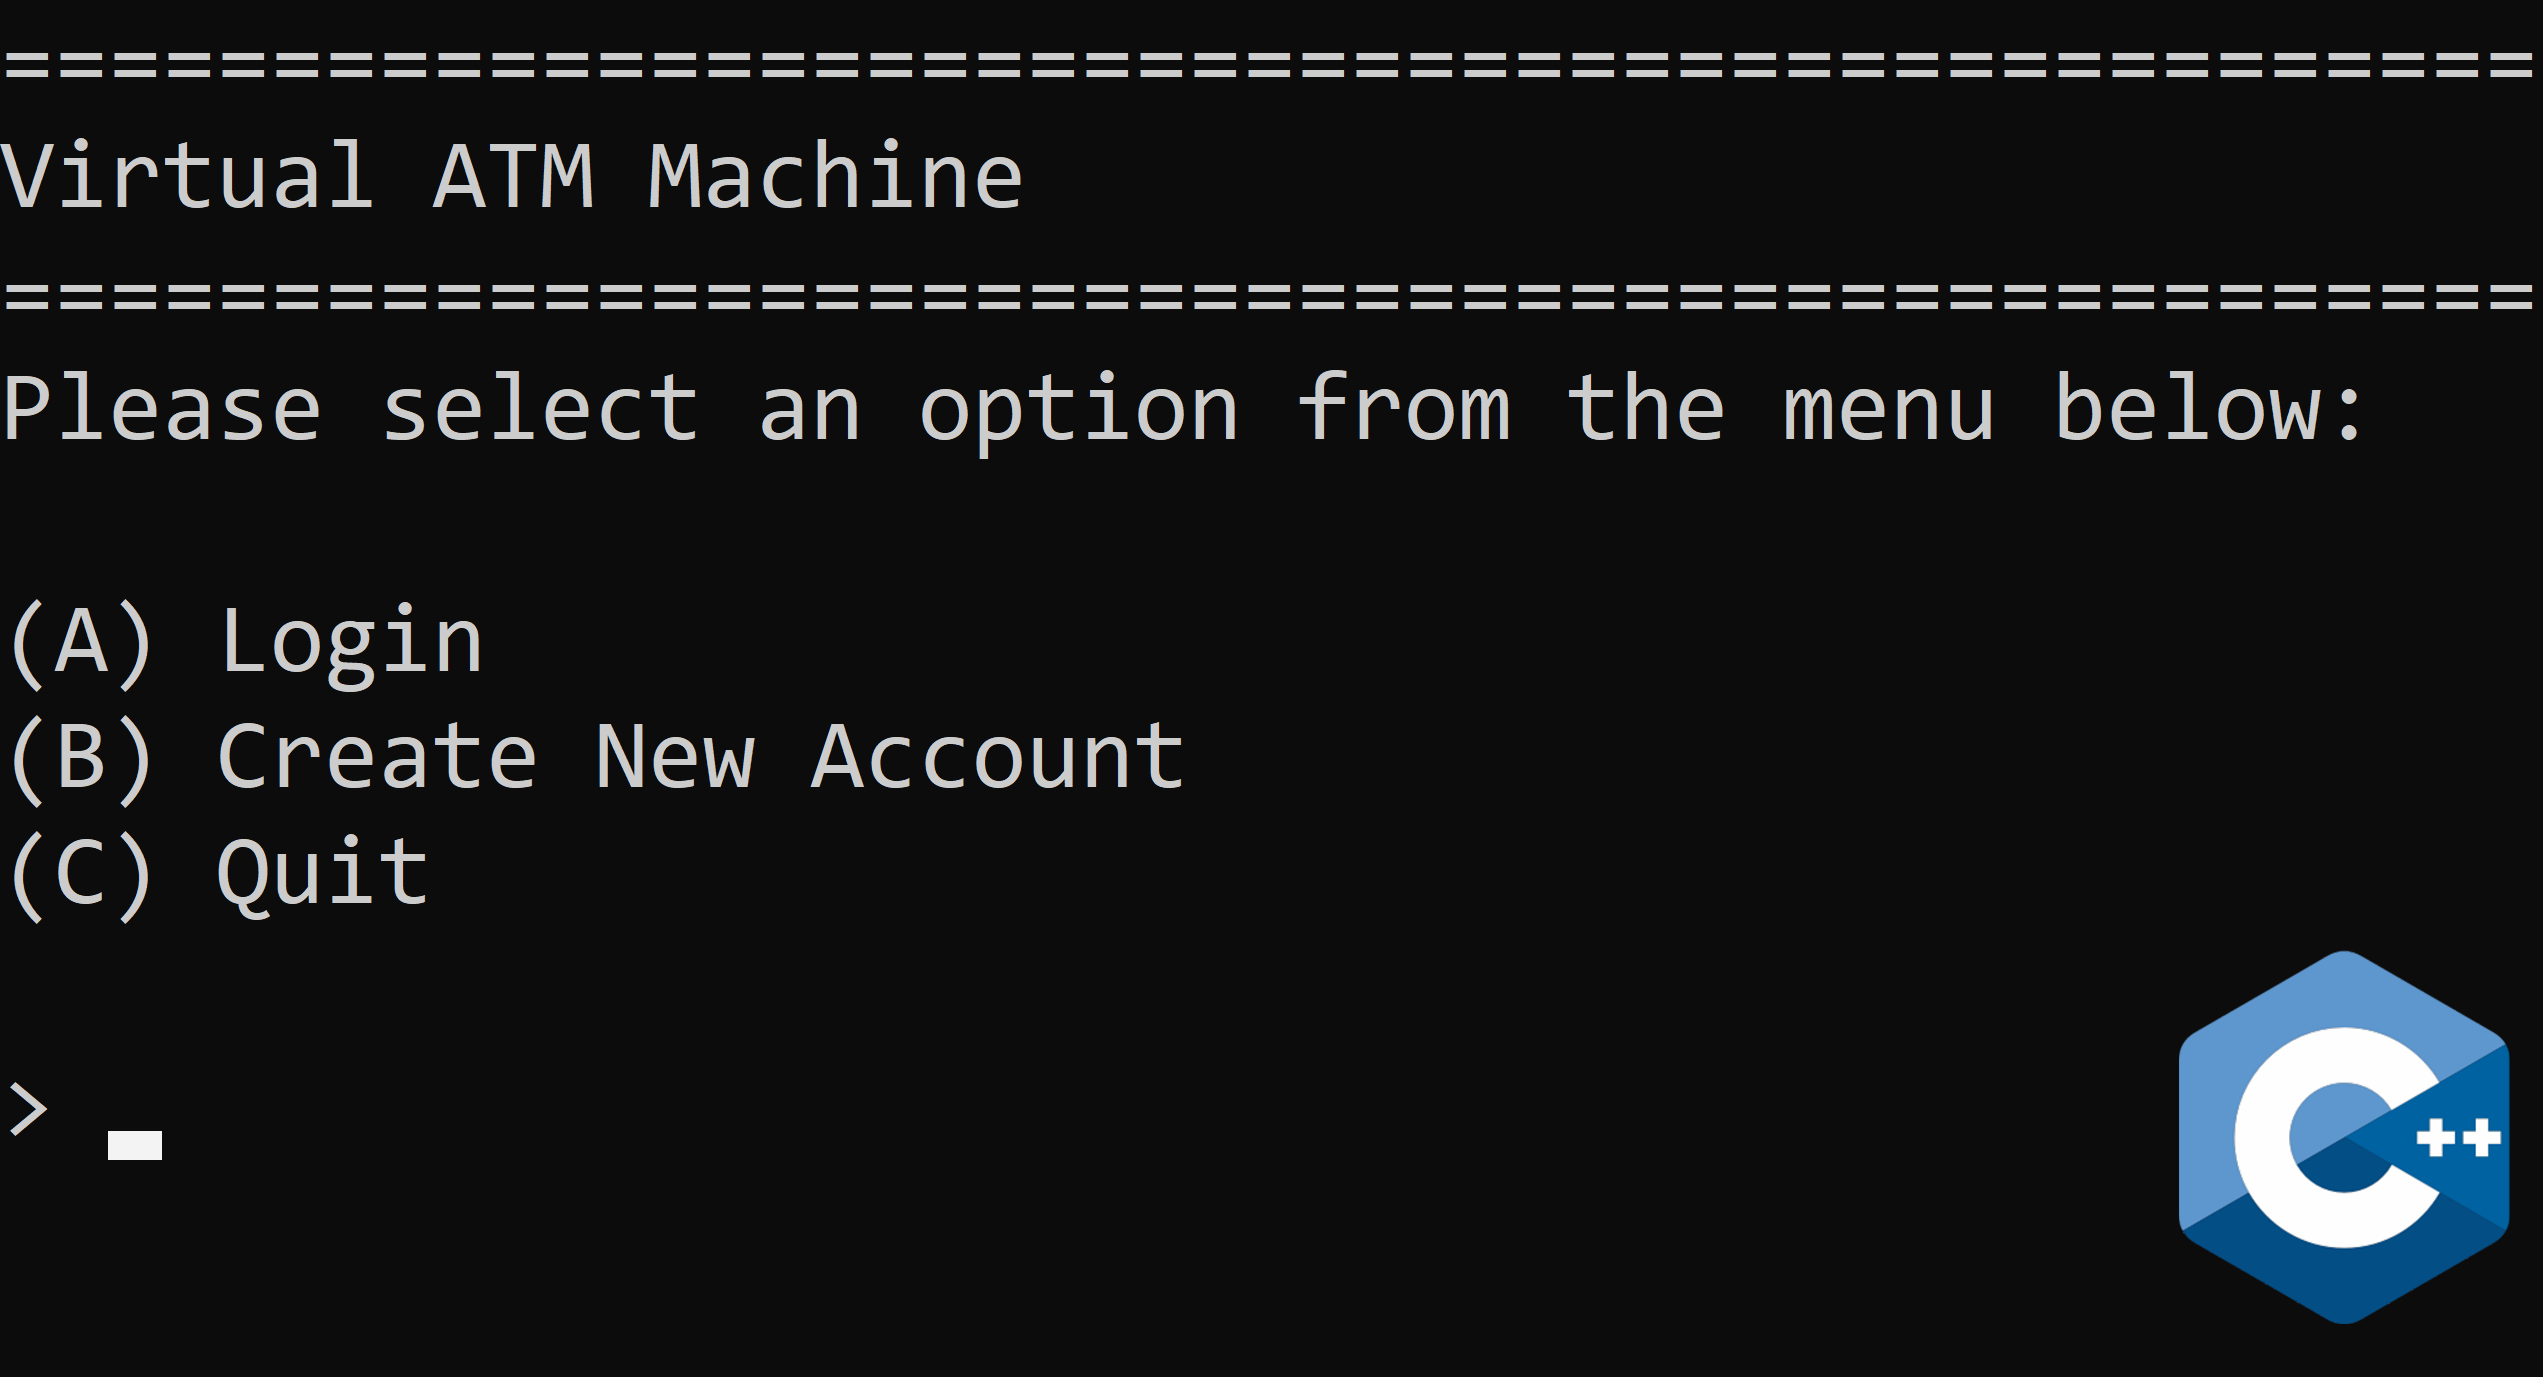 ===============================================
Virtual ATM Machine
===============================================
Please select an option from the menu below:
(A) Login
(B) Create New Account
(C) Quit
> _
C++